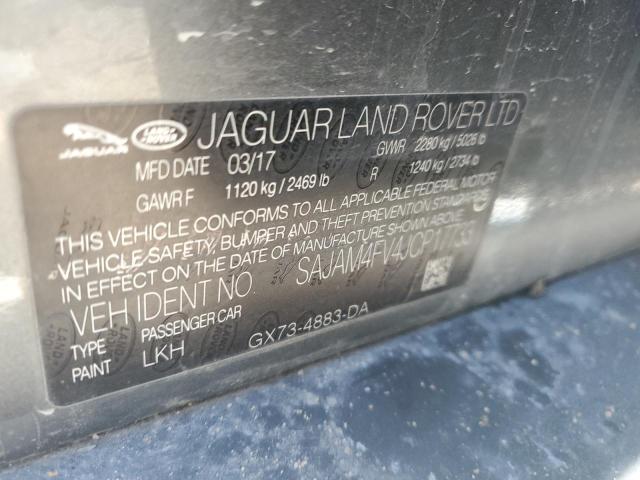 JAGUAR LAND ROVER JAGUAR LAND ROVER LTD
MFD DATE 03/17 GVWR 2280 kg / 5026 lb
GAWR F 1120 kg / 2469 lb R 1240 kg / 2734 lb
THIS VEHICLE CONFORMS TO ALL APPLICABLE FEDERAL MOTOR
VEHICLE SAFETY, BUMPER AND THEFT PREVENTION STANDARDS
IN EFFECT ON THE DATE OF MANUFACTURE SHOWN ABOVE.
VEH IDENT NO. SAJAM4FV4JCP17733
TYPE PASSENGER CAR
PAINT LKH GX73-4883-DA